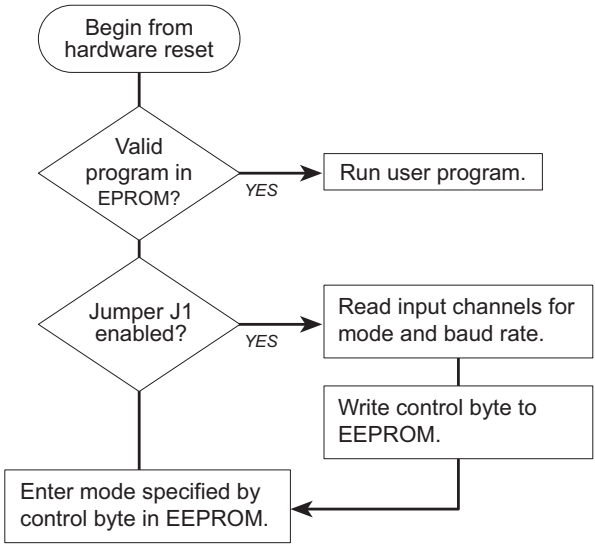 Begin from
hardware reset
Valid
program in
EPROM?
YES
Run user program.
Jumper J1
enabled?
YES
Read input channels for
mode and baud rate.
Write control byte to
EEPROM.
Enter mode specified by
control byte in EEPROM.